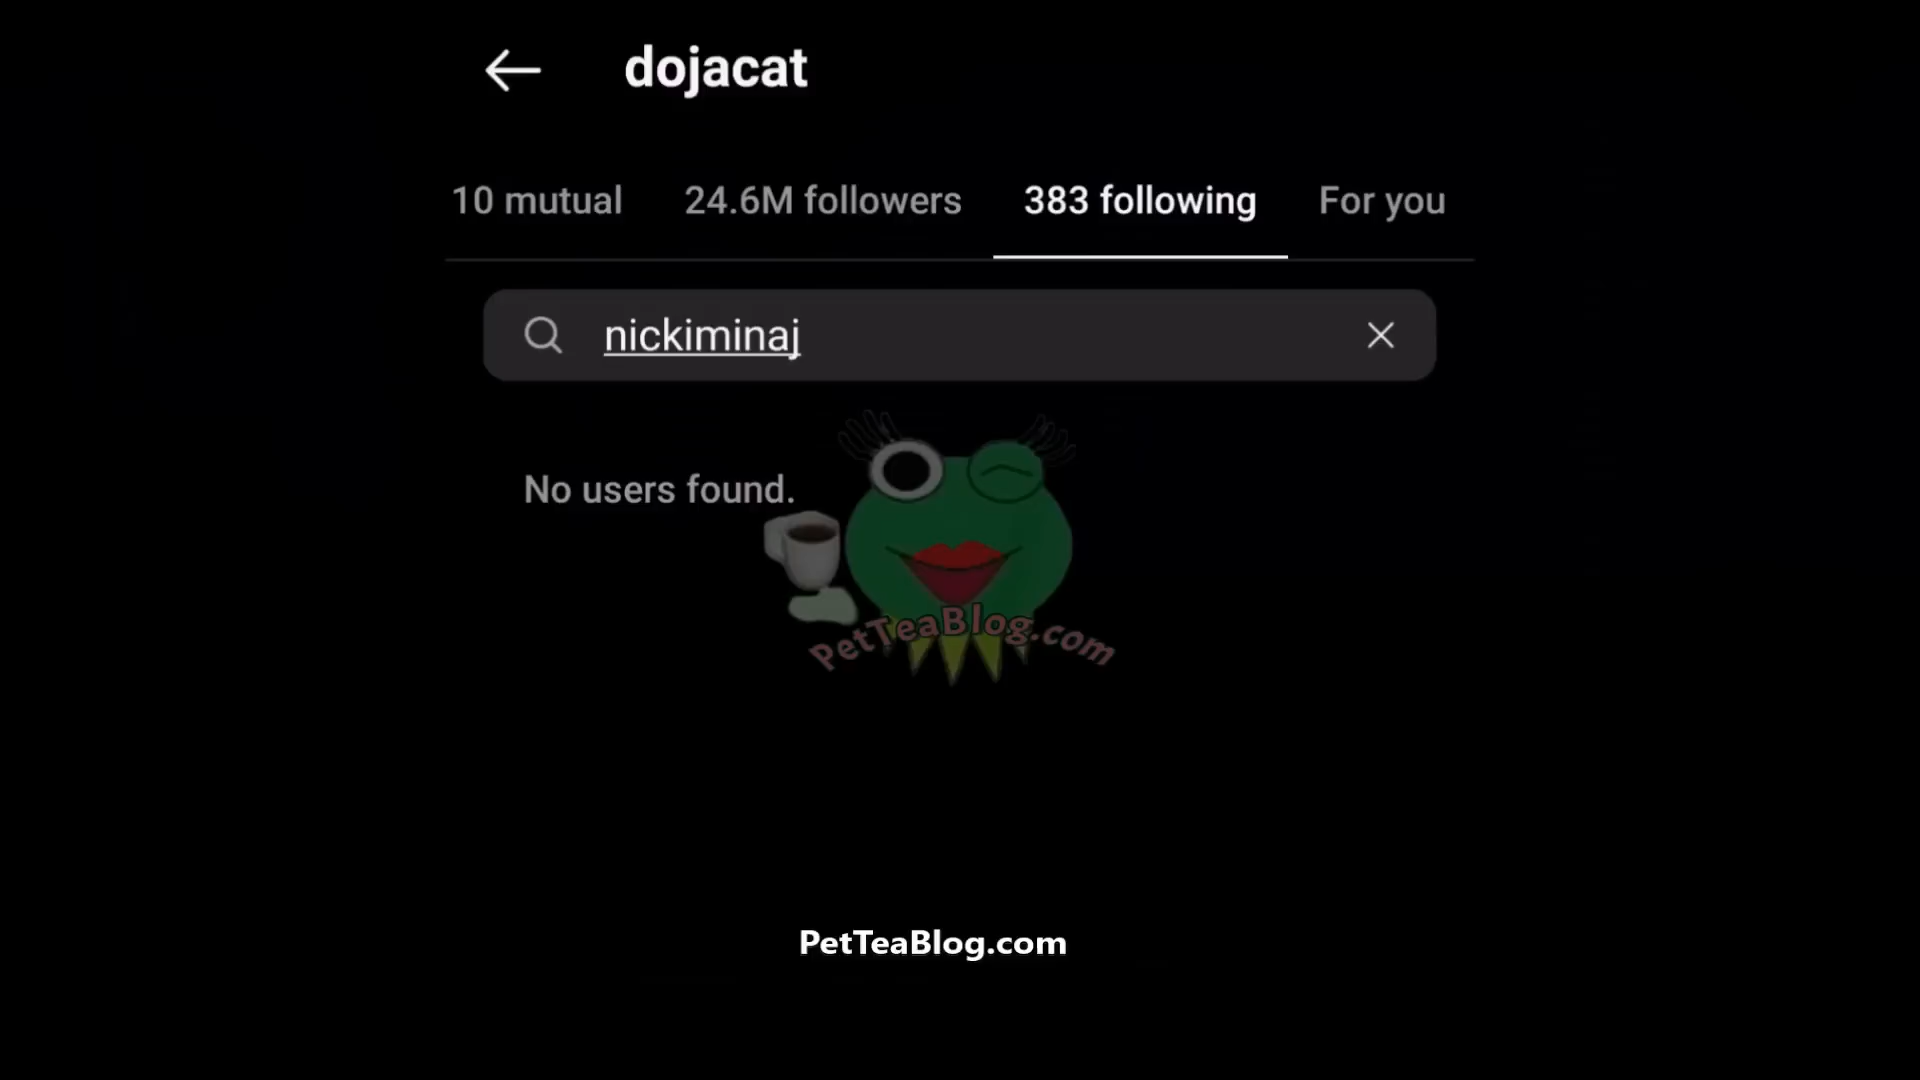 dojacat
10 mutual 24.6M followers 383 following For you
nickiminaj
No users found.
PetTeaBlog.com
PetTeaBlog.com